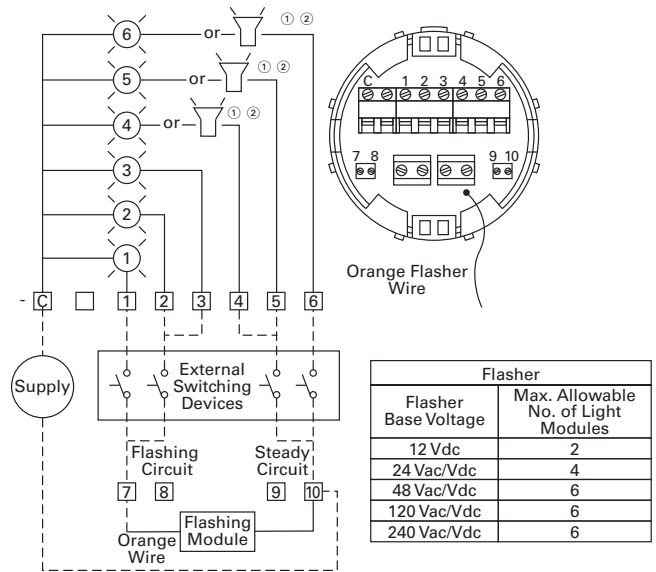 6 or ① ②
5 or ① ②
4 or ① ②
3
2
1
- C 1 2 3 4 5 6
Supply
External
Switching
Devices
Flashing
Circuit
Steady
Circuit
7 8 9 10
Orange
Wire
Flashing
Module
C 1 2 3 4 5 6
7 8 9 10
Orange Flasher
Wire
Flasher
Flasher
Base Voltage
Max. Allowable
No. of Light
Modules
12 Vdc 2
24 Vac/Vdc 4
48 Vac/Vdc 6
120 Vac/Vdc 6
240 Vac/Vdc 6